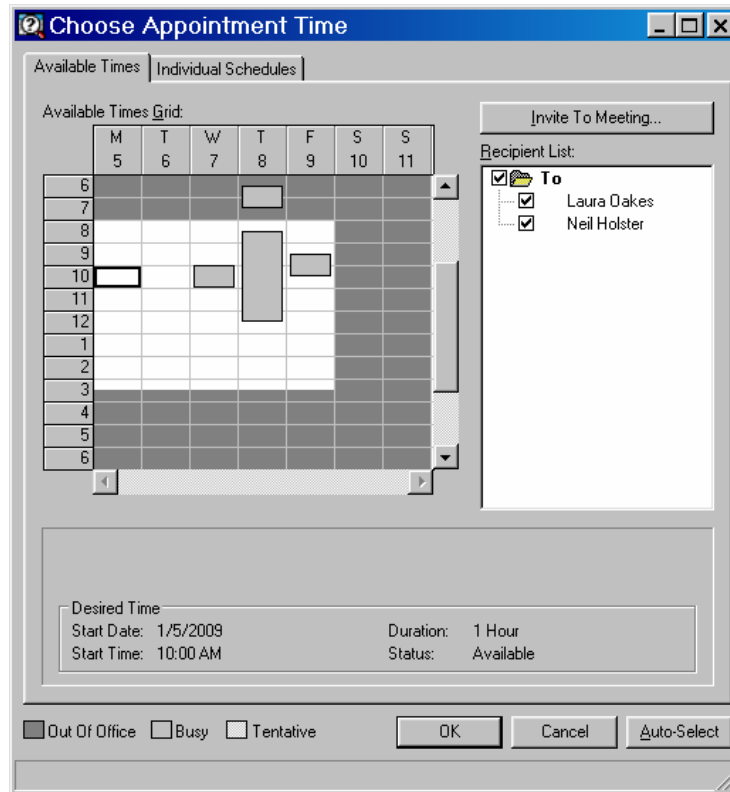 Choose Appointment Time
Available Times Individual Schedules
Available Times Grid:
M T W T F S S
5 6 7 8 9 10 11
6
7
8
9
10
11
12
1
2
3
4
5
6
Invite To Meeting...
Recipient List:
To
Laura Oakes
Neil Holster
Desired Time
Start Date: 1/5/2009 Duration: 1 Hour
Start Time: 10:00 AM Status: Available
Out Of Office Busy Tentative OK Cancel Auto-Select